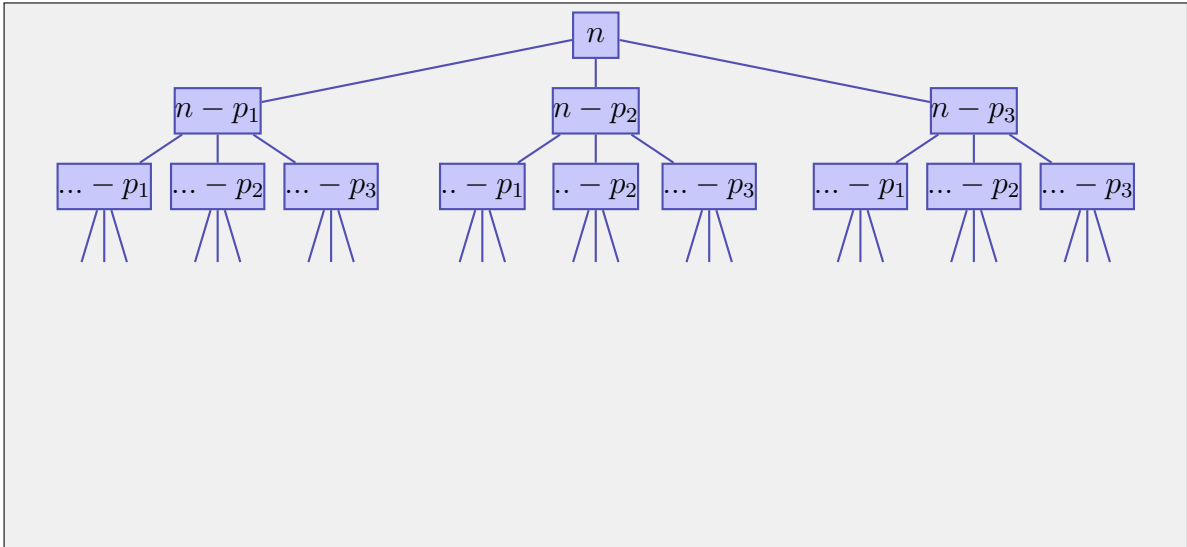 n
n − p₁ n − p₂ n − p₃
... − p₁ ... − p₂ ... − p₃ .. − p₁ .. − p₂ ... − p₃ ... − p₁ ... − p₂ ... − p₃